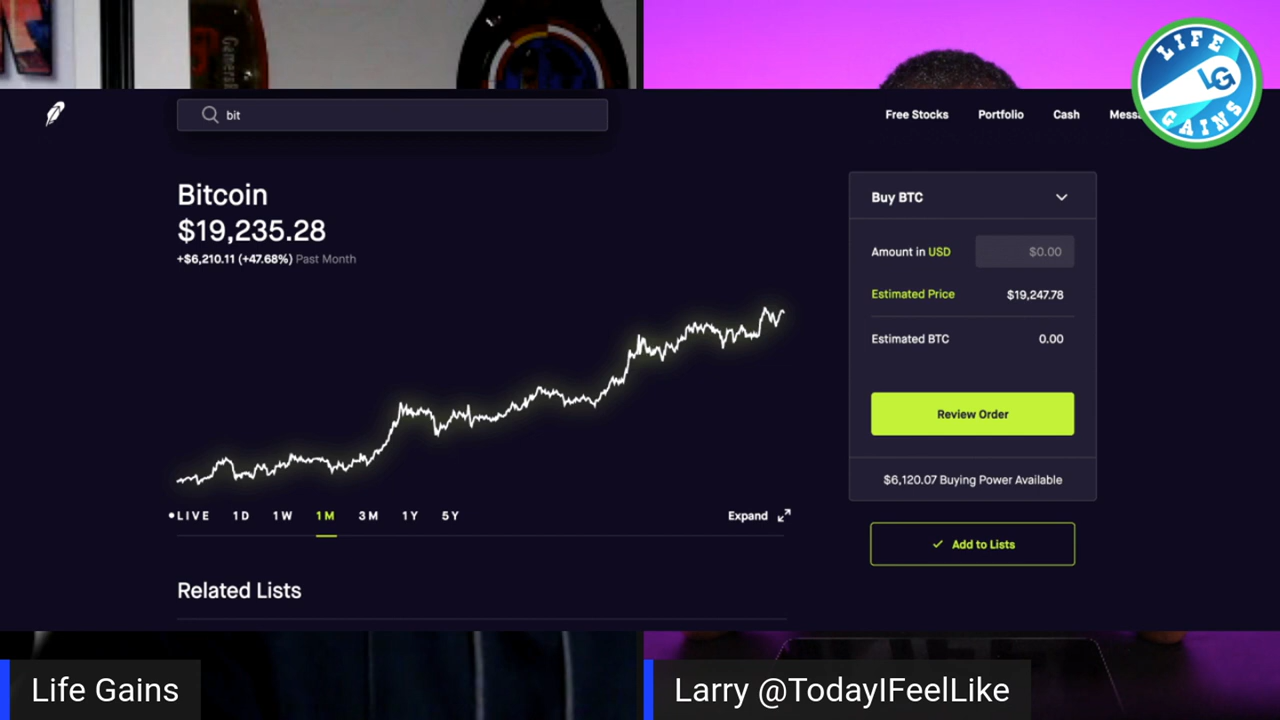 LIFE
LG
GAINS
bit
Free Stocks
Portfolio
Cash
Mess
Bitcoin
$19,235.28
+$6,210.11 (+47.68%) Past Month
Buy BTC
Amount in USD
$0.00
Estimated Price
$19,247.78
Estimated BTC
0.00
Review Order
$6,120.07 Buying Power Available
LIVE
1D
1W
1M
3M
1Y
5Y
Expand
Add to Lists
Related Lists
Life Gains
Larry @TodayIFeelLike